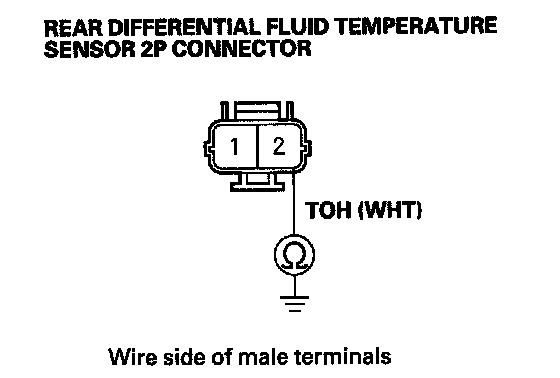 REAR DIFFERENTIAL FLUID TEMPERATURE
SENSOR 2P CONNECTOR
1 2
TOH (WHT)
Ω
Wire side of male terminals